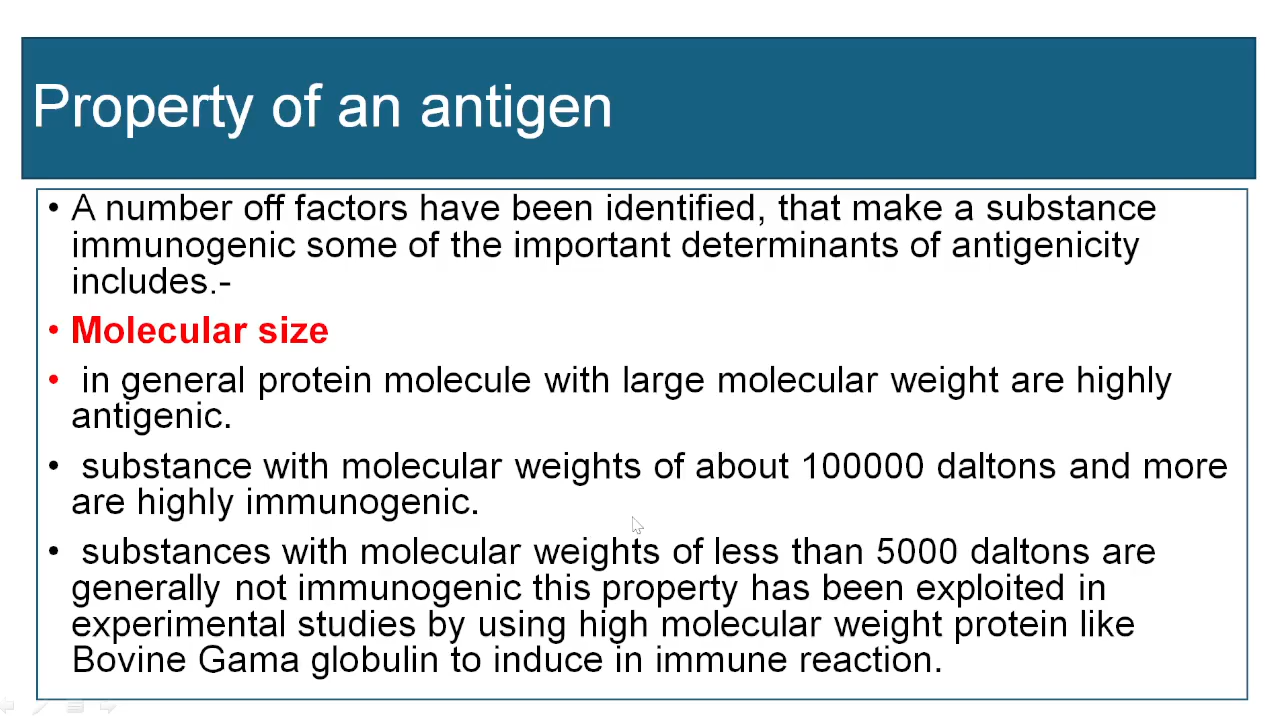 Property of an antigen
• A number off factors have been identified, that make a substance
immunogenic some of the important determinants of antigenicity
includes.-
• Molecular size
• in general protein molecule with large molecular weight are highly
antigenic.
• substance with molecular weights of about 100000 daltons and more
are highly immunogenic.
• substances with molecular weights of less than 5000 daltons are
generally not immunogenic this property has been exploited in
experimental studies by using high molecular weight protein like
Bovine Gama globulin to induce in immune reaction.